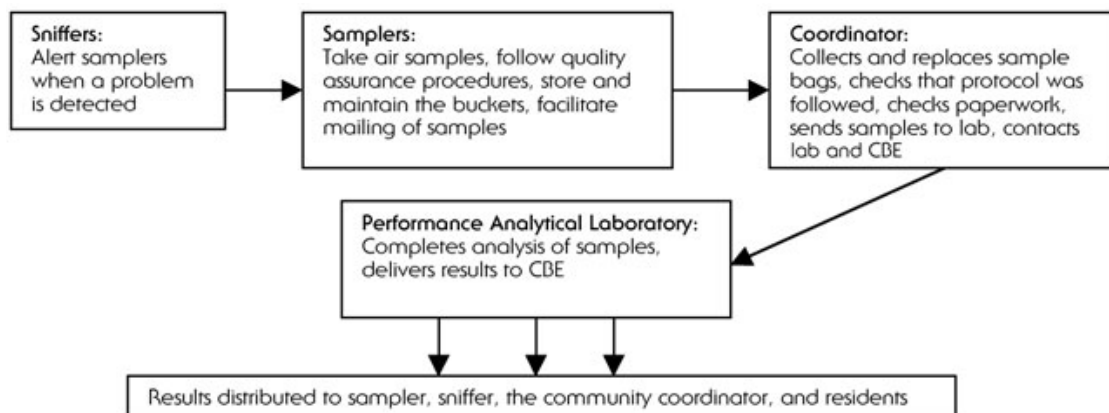 Sniffers:
Alert samplers
when a problem
is detected
Samplers:
Take air samples, follow quality
assurance procedures, store and
maintain the buckets, facilitate
mailing of samples
Coordinator:
Collects and replaces sample
bags, checks that protocol was
followed, checks paperwork,
sends samples to lab, contacts
lab and CBE
Performance Analytical Laboratory:
Completes analysis of samples,
delivers results to CBE
Results distributed to sampler, sniffer, the community coordinator, and residents